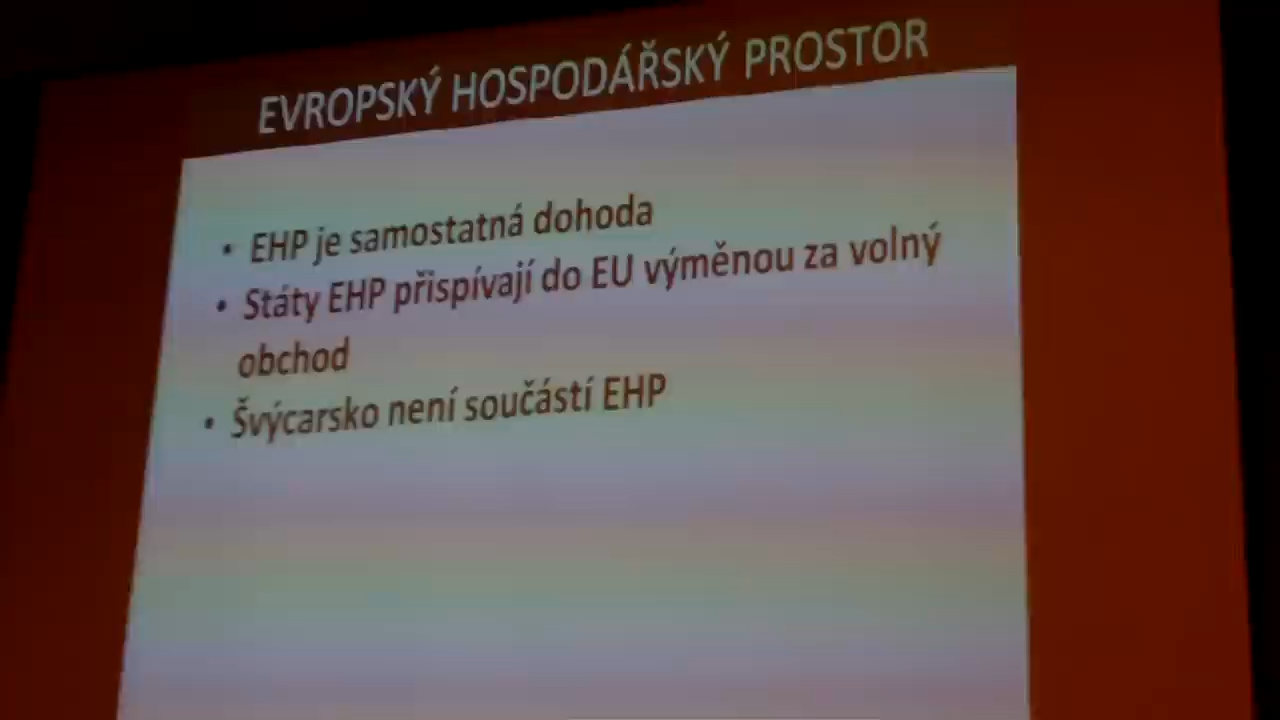 EVROPSKÝ HOSPODÁŘSKÝ PROSTOR
• EHP je samostatná dohoda
• Státy EHP přispívají do EU výměnou za volný
obchod
• Švýcarsko není součástí EHP